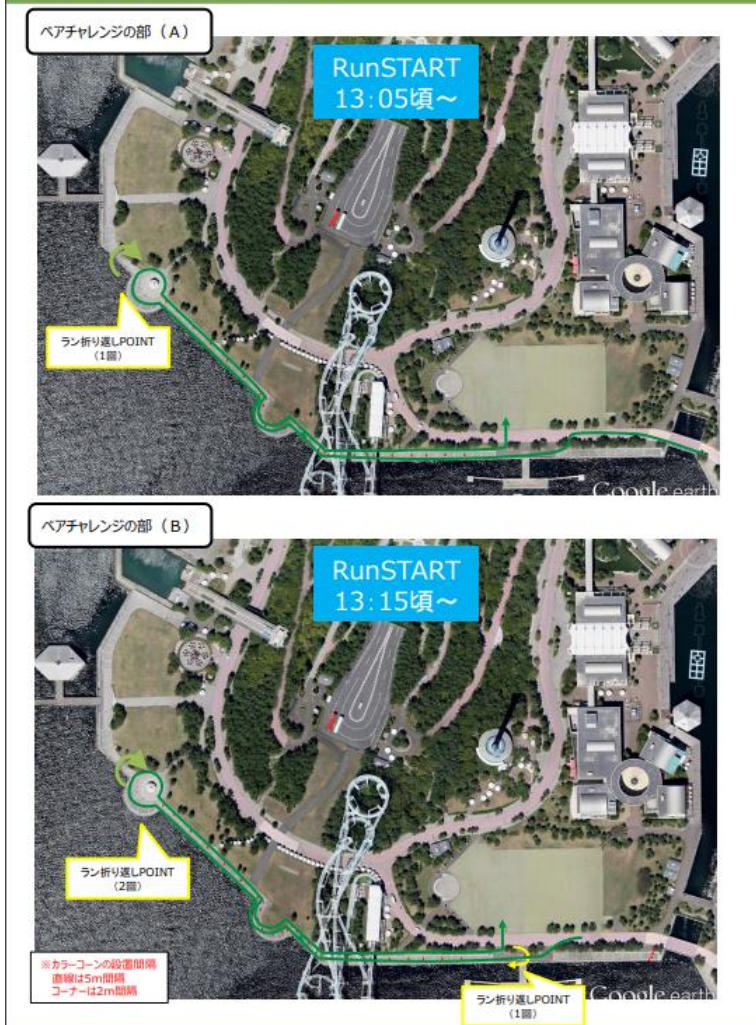 ペアチャレンジの部（A）
RunSTART
13：05頃～
ラン折り返しPOINT
（1回）
Google earth
ペアチャレンジの部（B）
RunSTART
13：15頃～
ラン折り返しPOINT
（2回）
※カラーコーンの設置間隔
直線は5m間隔
コーナーは2m間隔
ラン折り返しPOINT
（1回）
Google earth